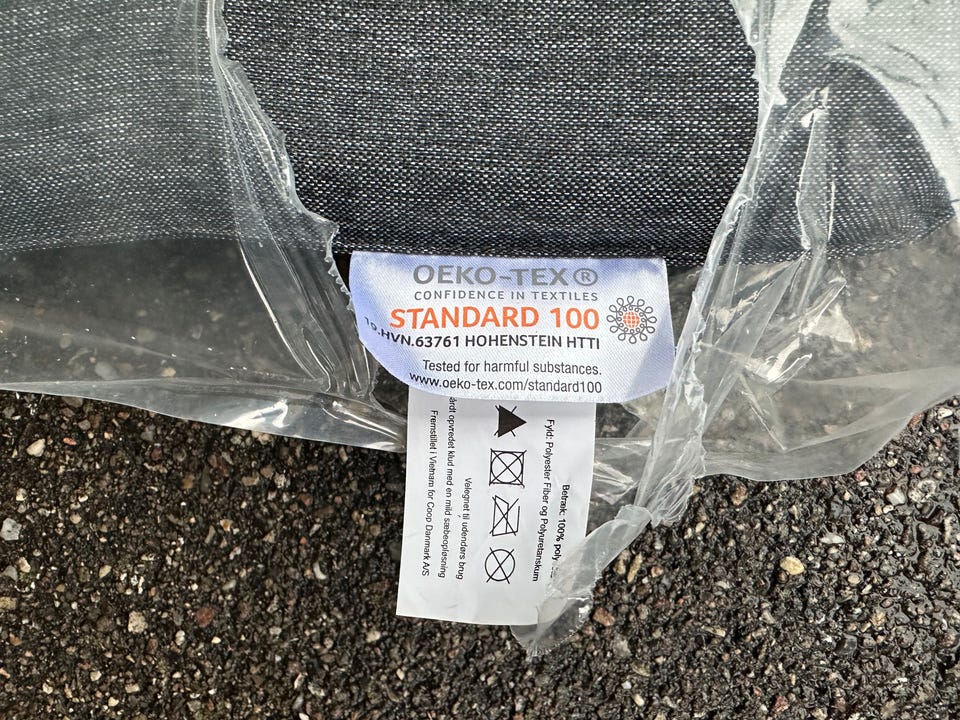 OEKO-TEX®
CONFIDENCE IN TEXTILES
STANDARD 100
19.HVN.63761 HOHENSTEIN HTTI
Tested for harmful substances.
www.oeko-tex.com/standard100
Betræk: 100% poly
Fyld: Polyester Fiber og Polyuretanskum
Velegnet til udendørs brug
hårdt opvredet klud med en mild sæbeopløsning
Fremstillet i Vietnam for Coop Danmark A/S